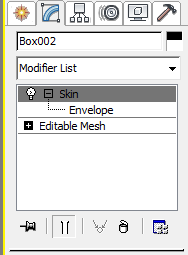 Box002
Modifier List
Skin
Envelope
Editable Mesh